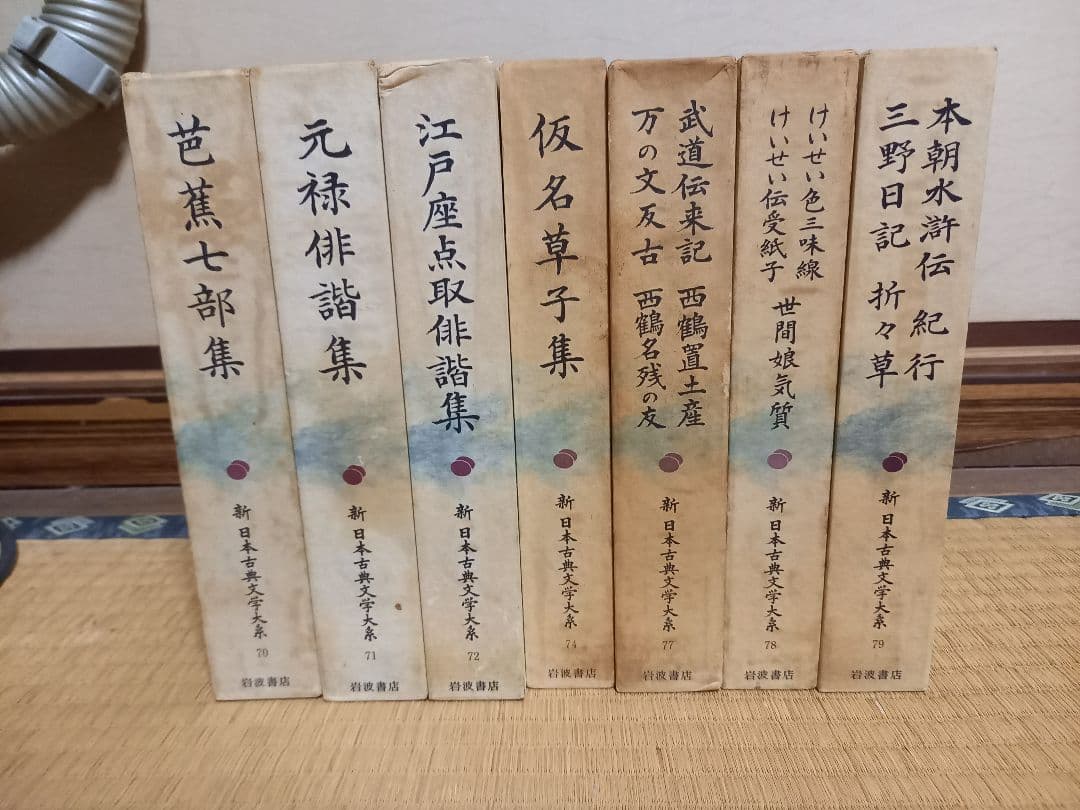 芭蕉七部集
新 日本古典文学大系
70
岩波書店
元禄俳諧集
新 日本古典文学大系
71
岩波書店
江戸座点取俳諧集
新 日本古典文学大系
72
岩波書店
仮名草子集
新 日本古典文学大系
74
岩波書店
武道伝来記 西鶴置土産
万の文反古 西鶴名残の友
新 日本古典文学大系
77
岩波書店
けいせい色三味線
けいせい伝受紙子
世間娘気質
新 日本古典文学大系
78
岩波書店
本朝水滸伝 紀行
三野日記 折々草
新 日本古典文学大系
79
岩波書店